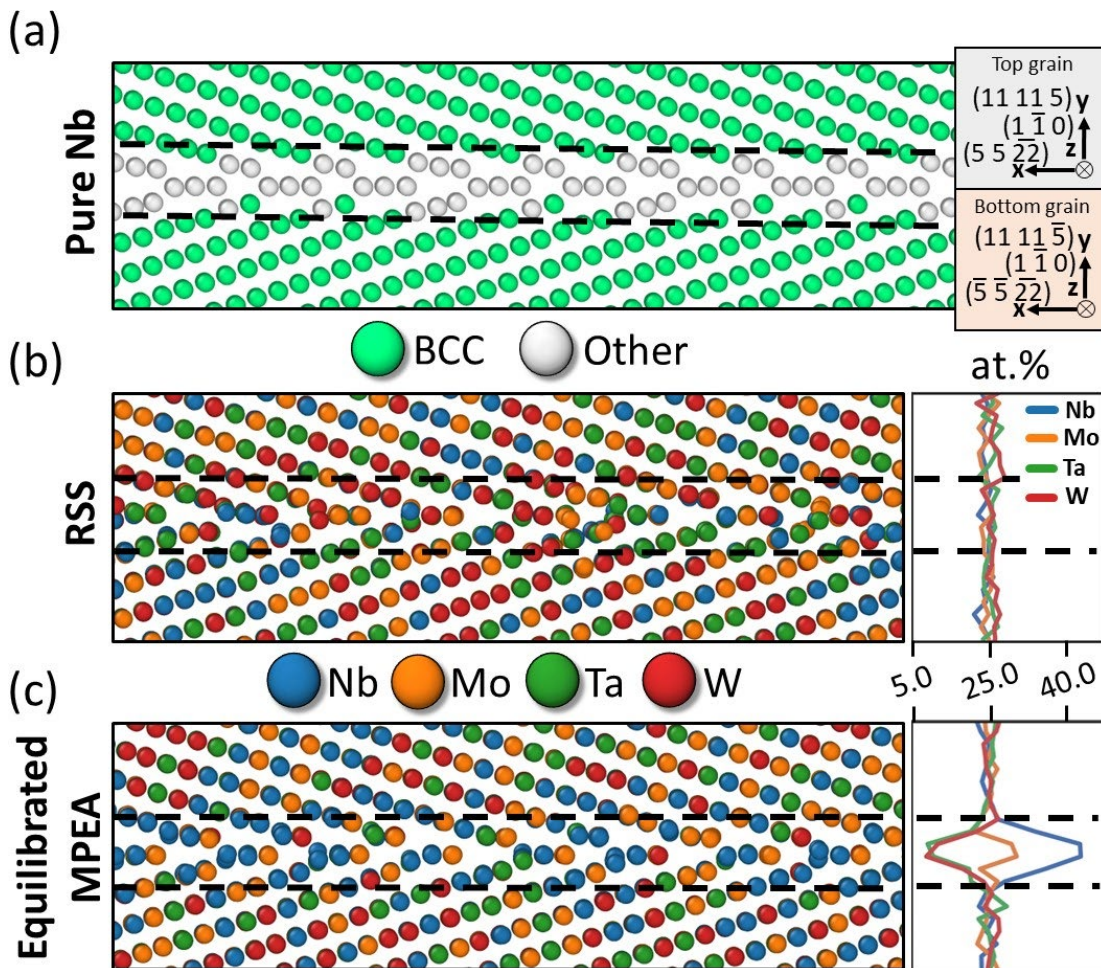 (a)
Pure Nb
Top grain
(11 11 5) y
(1 1̅ 0)
(5 5 2̅2̅) z
x
Bottom grain
(11 11 5̅) y
(1 1̅ 0)
(5̅ 5̅ 2̅2̅) z
x
BCC Other
(b)
RSS
at.%
Nb
Mo
Ta
W
5.0 25.0 40.0
Nb Mo Ta W
(c)
Equilibrated
MPEA